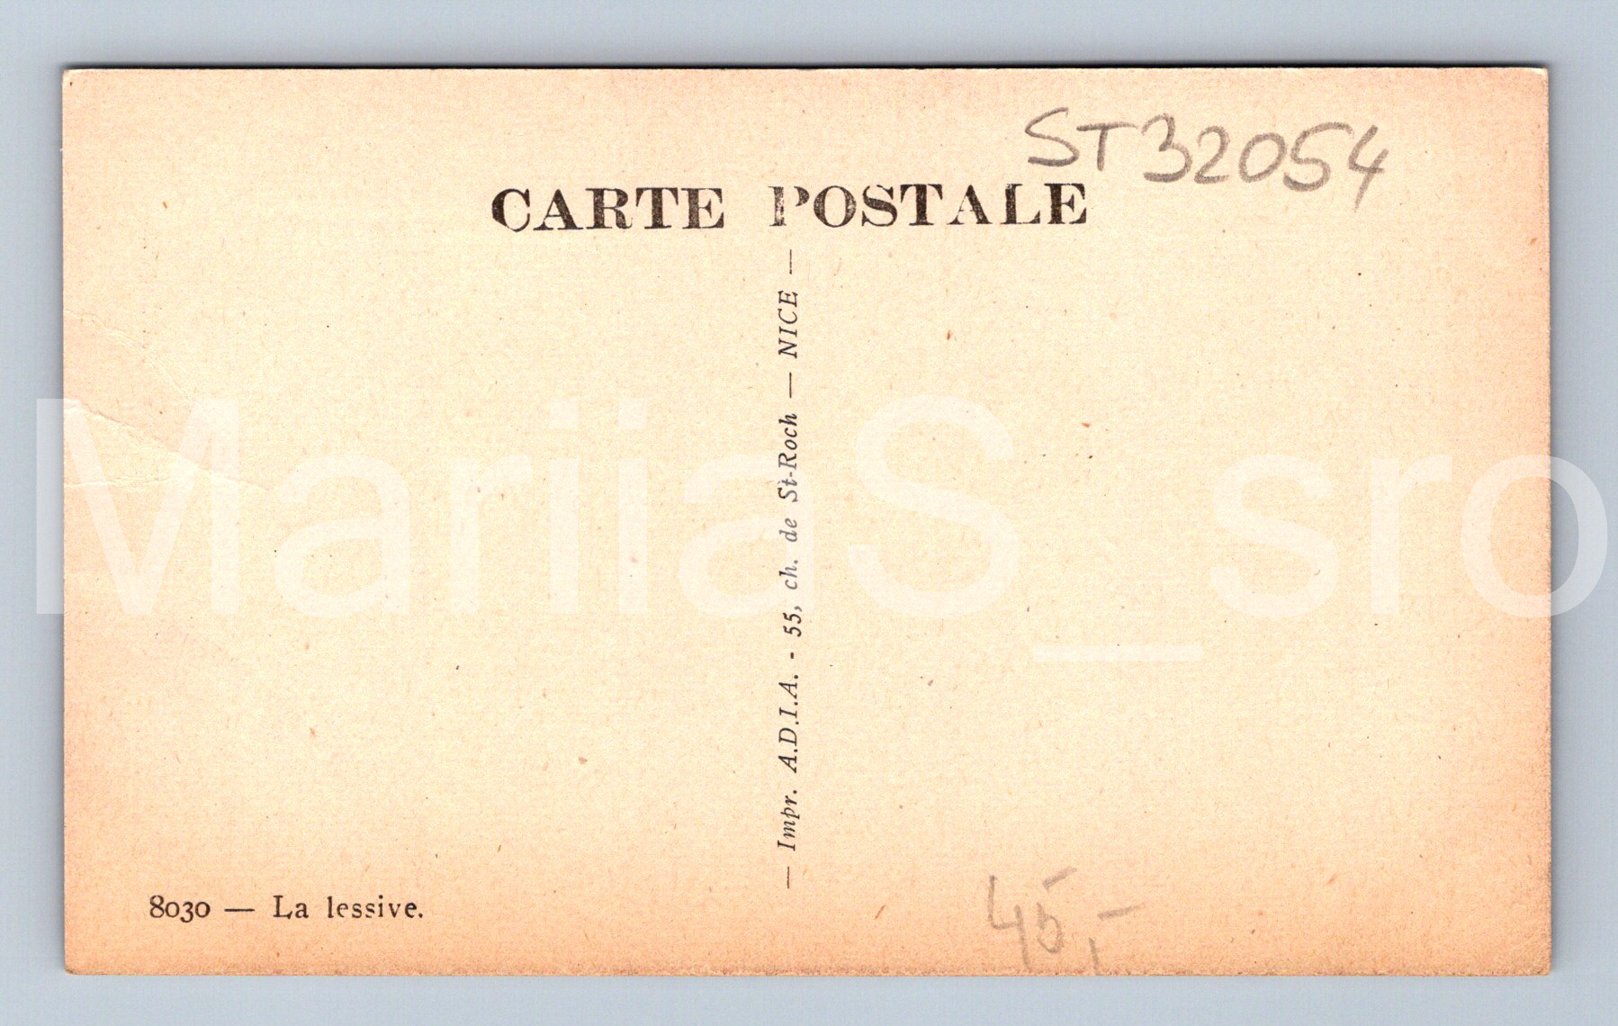 ST32054
CARTE POSTALE
— Impr. A.D.I.A. - 55, ch. de St-Roch — NICE —
MariiaS_sro
8030 — La lessive.
45,-